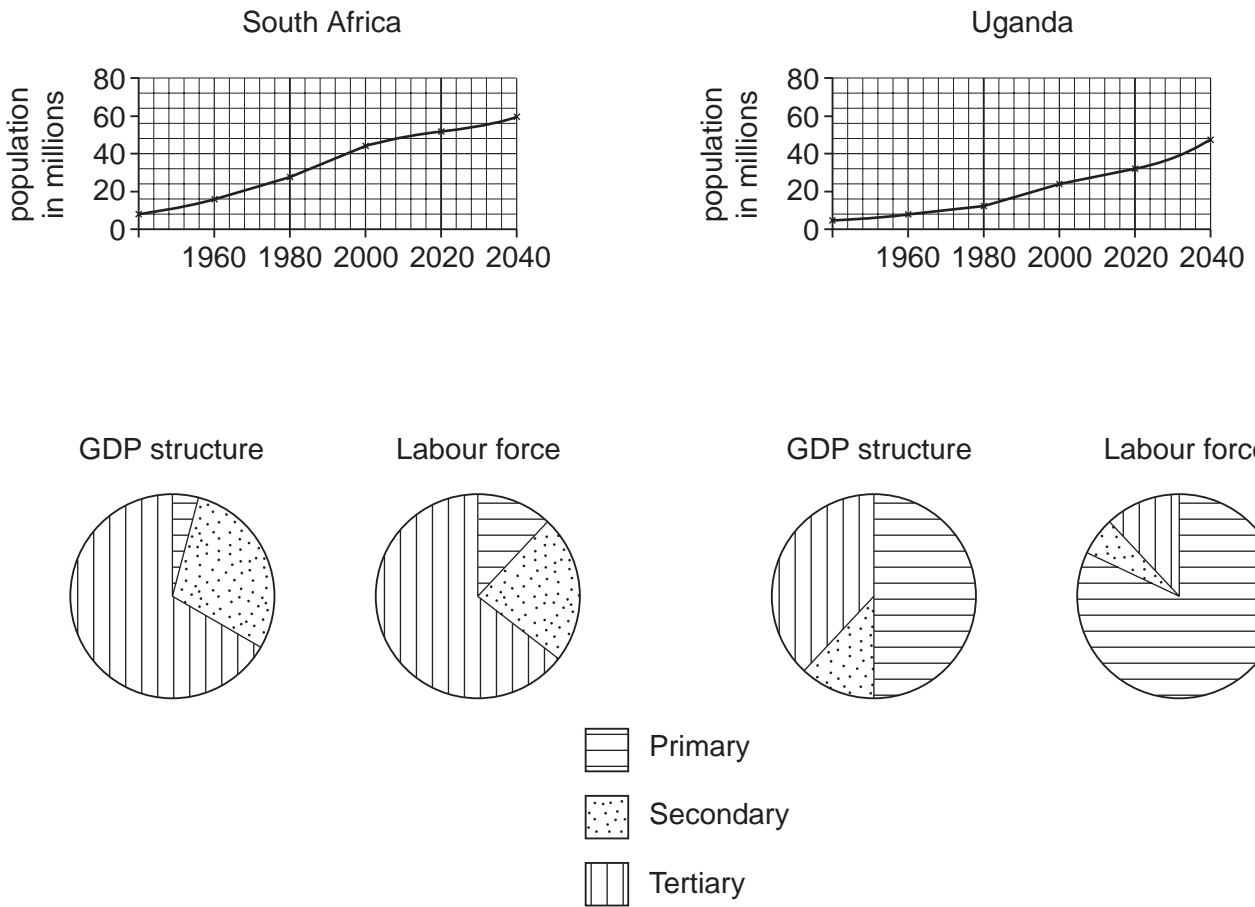 South Africa
Uganda
population
in millions
80
60
40
20
0
1960 1980 2000 2020 2040
population
in millions
80
60
40
20
0
1960 1980 2000 2020 2040
GDP structure
Labour force
GDP structure
Labour force
Primary
Secondary
Tertiary